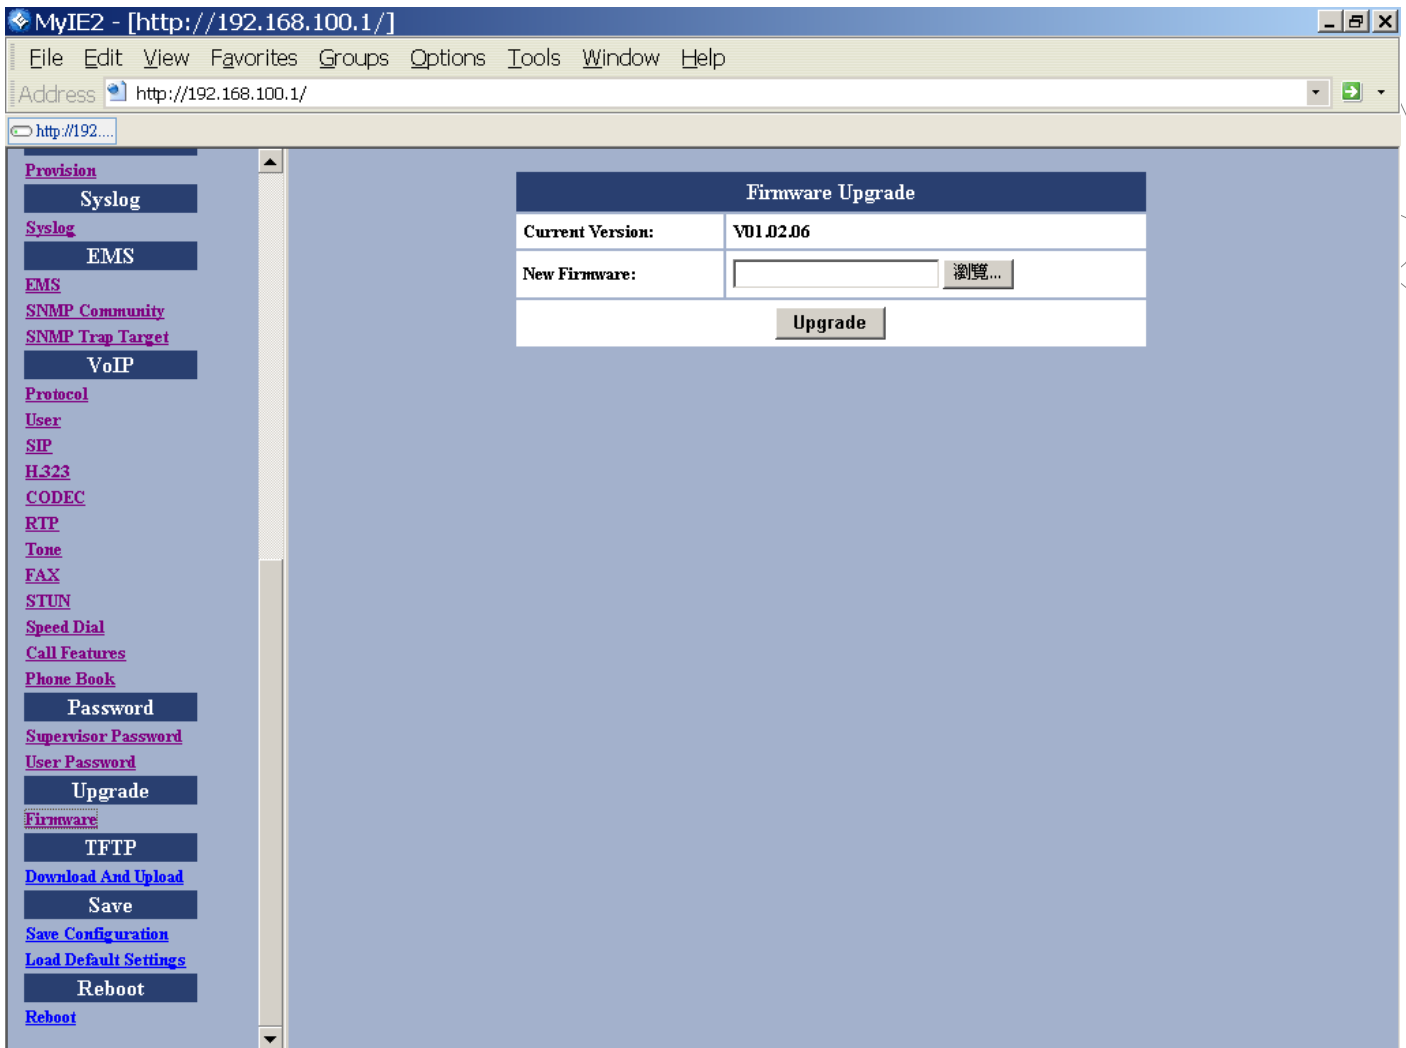 MyIE2 - [http://192.168.100.1/]
File Edit View Favorites Groups Options Tools Window Help
Address http://192.168.100.1/
http://192....
Provision
Syslog
Syslog
EMS
EMS
SNMP Community
SNMP Trap Target
VoIP
Protocol
User
SIP
H.323
CODEC
RTP
Tone
FAX
STUN
Speed Dial
Call Features
Phone Book
Password
Supervisor Password
User Password
Upgrade
Firmware
TFTP
Download And Upload
Save
Save Configuration
Load Default Settings
Reboot
Reboot
Firmware Upgrade
Current Version: V01.02.06
New Firmware: 瀏覽...
Upgrade